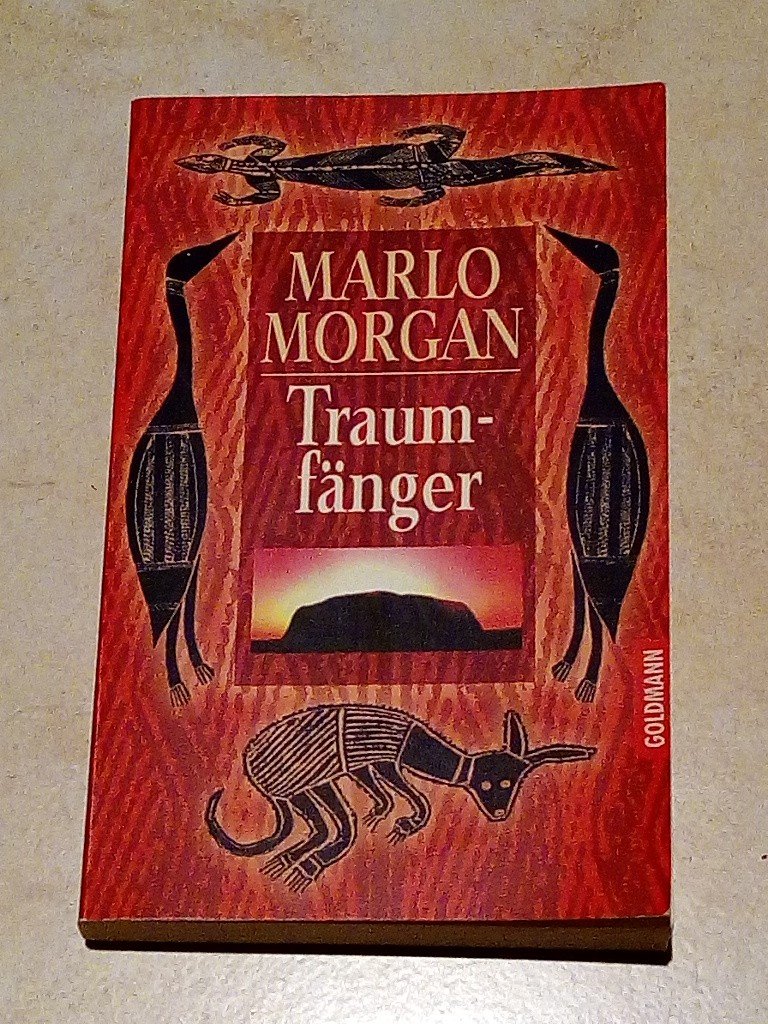 MARLO
MORGAN
Traum-
fänger
GOLDMANN